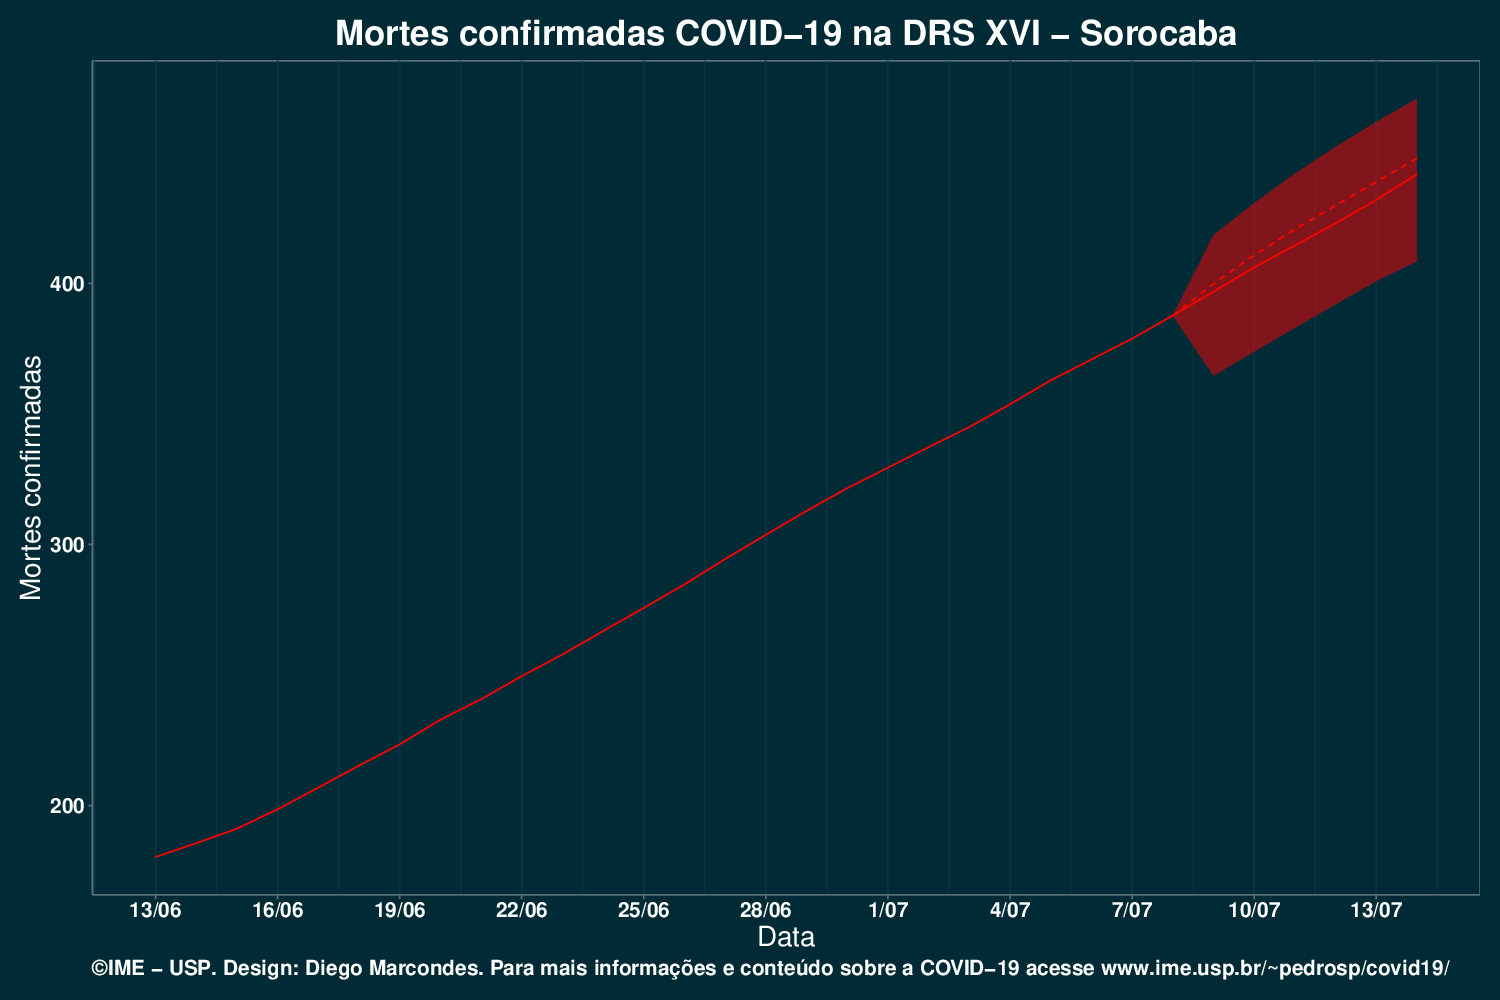 Mortes confirmadas COVID−19 na DRS XVI − Sorocaba
Mortes confirmadas
400
300
200
13/06 16/06 19/06 22/06 25/06 28/06 1/07 4/07 7/07 10/07 13/07
Data
©IME − USP. Design: Diego Marcondes. Para mais informações e conteúdo sobre a COVID−19 acesse www.ime.usp.br/~pedrosp/covid19/